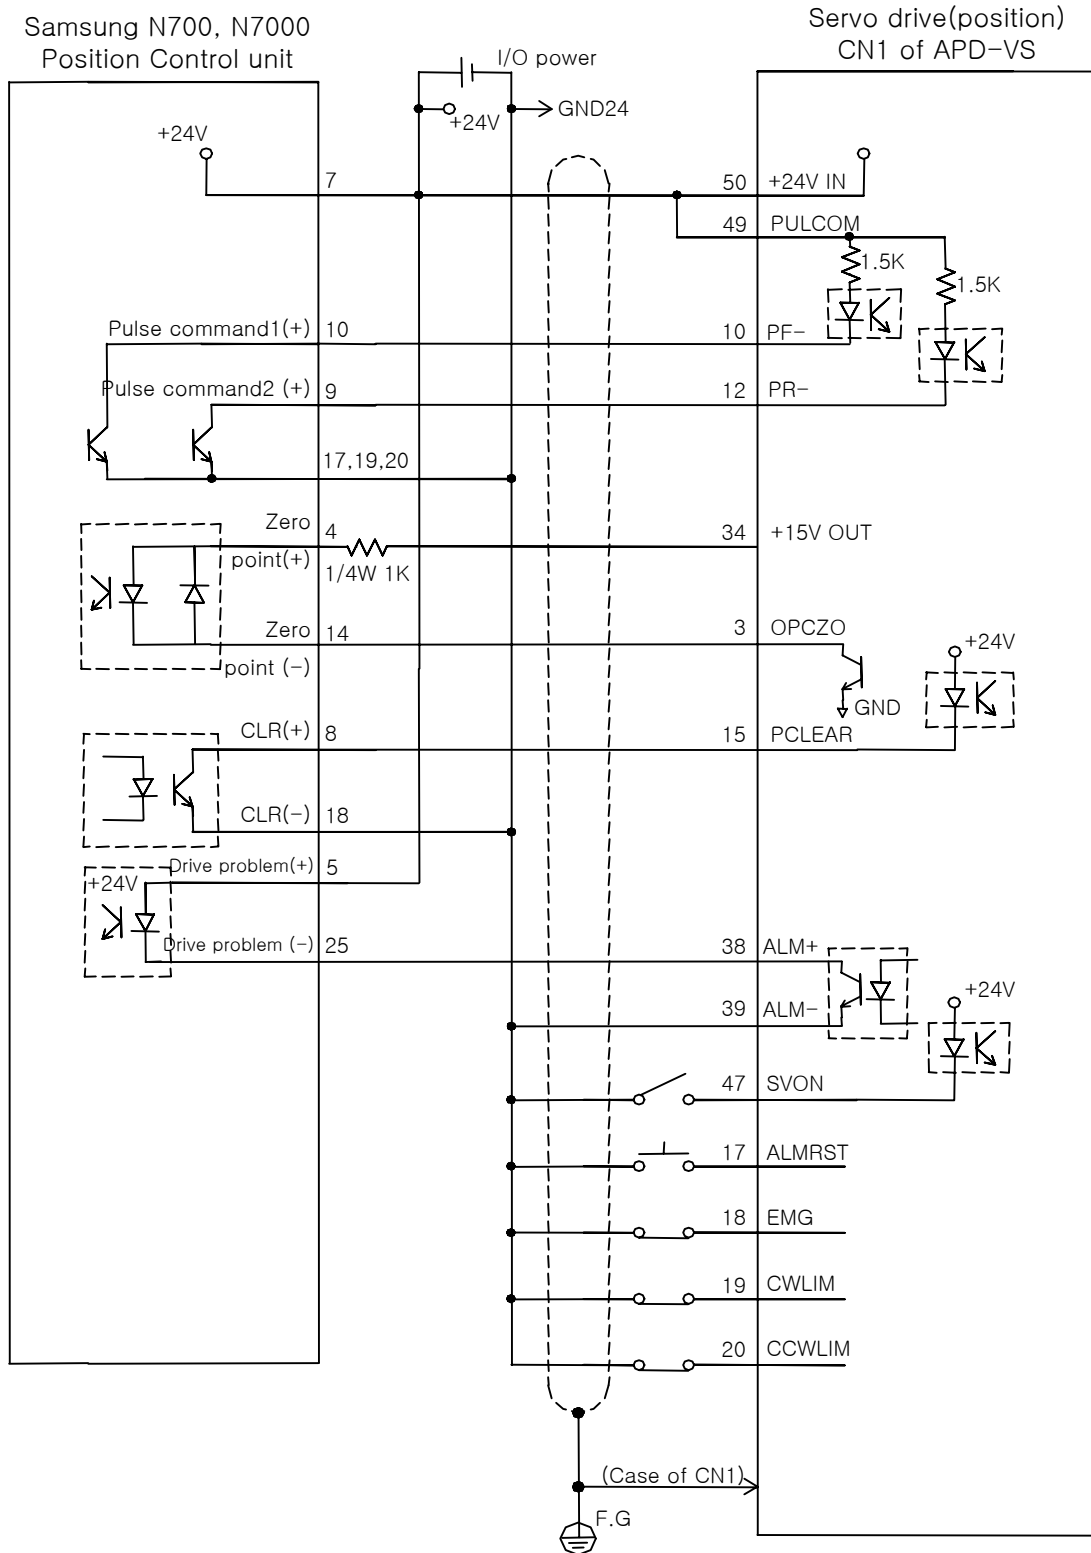 Samsung N700, N7000
Position Control unit
Servo drive(position)
CN1 of APD-VS
I/O power
+24V
GND24
+24V
7
50
+24V IN
49
PULCOM
1.5K
1.5K
Pulse command1(+)
10
10
PF-
Pulse command2 (+)
9
12
PR-
17,19,20
Zero
point(+)
4
1/4W 1K
34
+15V OUT
Zero
point (-)
14
3
OPCZO
GND
+24V
CLR(+)
8
15
PCLEAR
CLR(-)
18
Drive problem(+)
5
+24V
Drive problem (-)
25
38
ALM+
39
ALM-
+24V
47
SVON
17
ALMRST
18
EMG
19
CWLIM
20
CCWLIM
(Case of CN1)
F.G